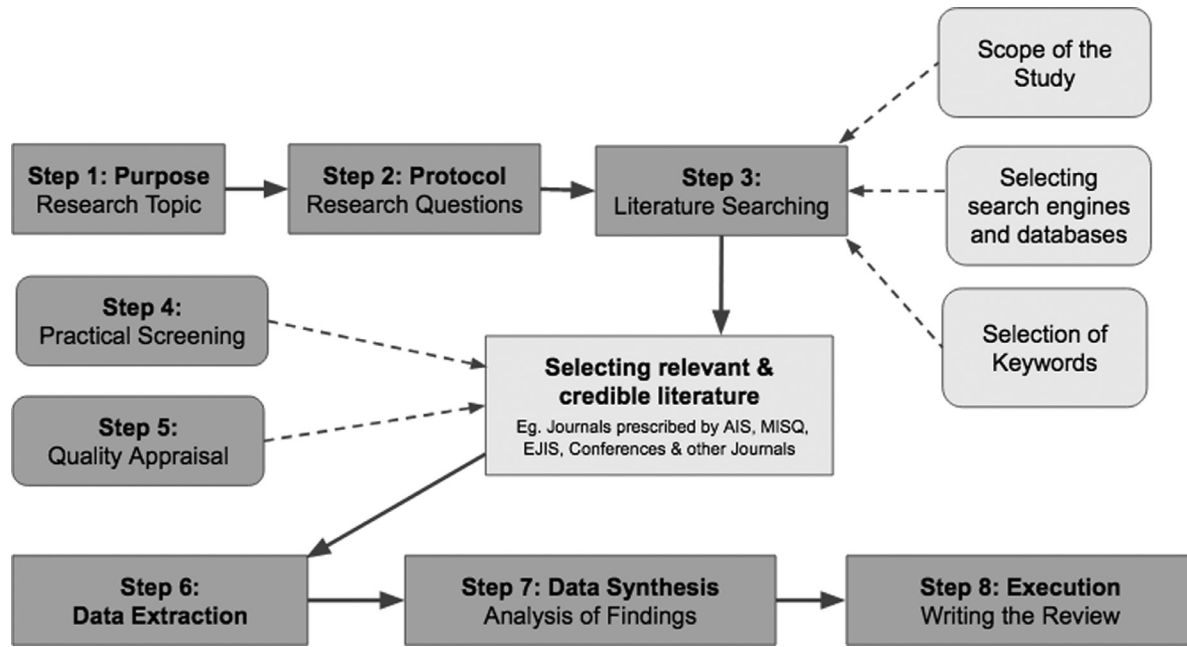 Scope of the
Study
Step 1: Purpose
Research Topic
Step 2: Protocol
Research Questions
Step 3:
Literature Searching
Selecting
search engines
and databases
Step 4:
Practical Screening
Selection of
Keywords
Selecting relevant &
credible literature
Eg. Journals prescribed by AIS, MISQ,
EJIS, Conferences & other Journals
Step 5:
Quality Appraisal
Step 6:
Data Extraction
Step 7: Data Synthesis
Analysis of Findings
Step 8: Execution
Writing the Review